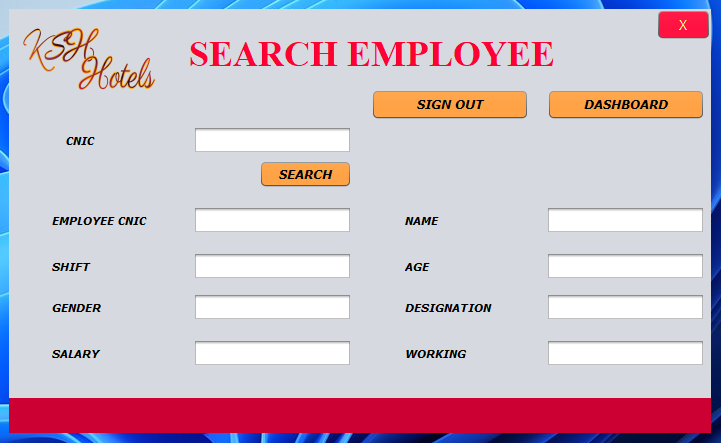 KSH
Hotels
SEARCH EMPLOYEE
X
SIGN OUT
DASHBOARD
CNIC
SEARCH
EMPLOYEE CNIC
NAME
SHIFT
AGE
GENDER
DESIGNATION
SALARY
WORKING